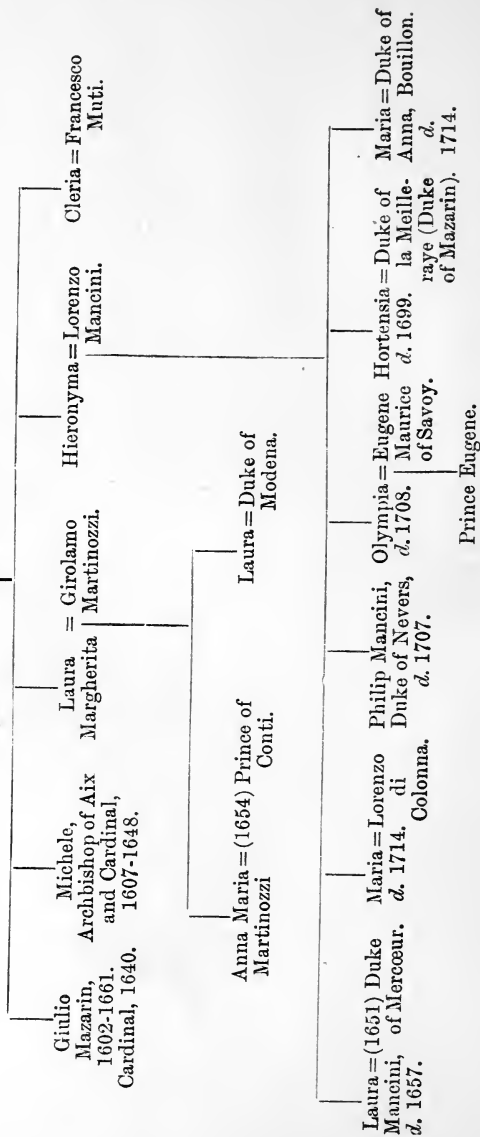 Giulio
Mazarin,
1602-1661.
Cardinal, 1640.
Michele,
Archbishop of Aix
and Cardinal,
1607-1648.
Laura = Girolamo
Margherita Martinozzi.
Hieronyma = Lorenzo
Mancini.
Cleria = Francesco
Muti.
Anna Maria = (1654) Prince of
Martinozzi Conti.
Laura = Duke of
Modena.
Laura = (1651) Duke
Mancini, of Mercœur.
d. 1657.
Maria = Lorenzo
d. 1714. di
Colonna.
Philip Mancini,
Duke of Nevers,
d. 1707.
Olympia = Eugene
d. 1708. Maurice
of Savoy.
Hortensia = Duke of
d. 1699. la Meille-
raye (Duke
of Mazarin).
Maria = Duke of
Anna, Bouillon.
d.
1714.
Prince Eugene.